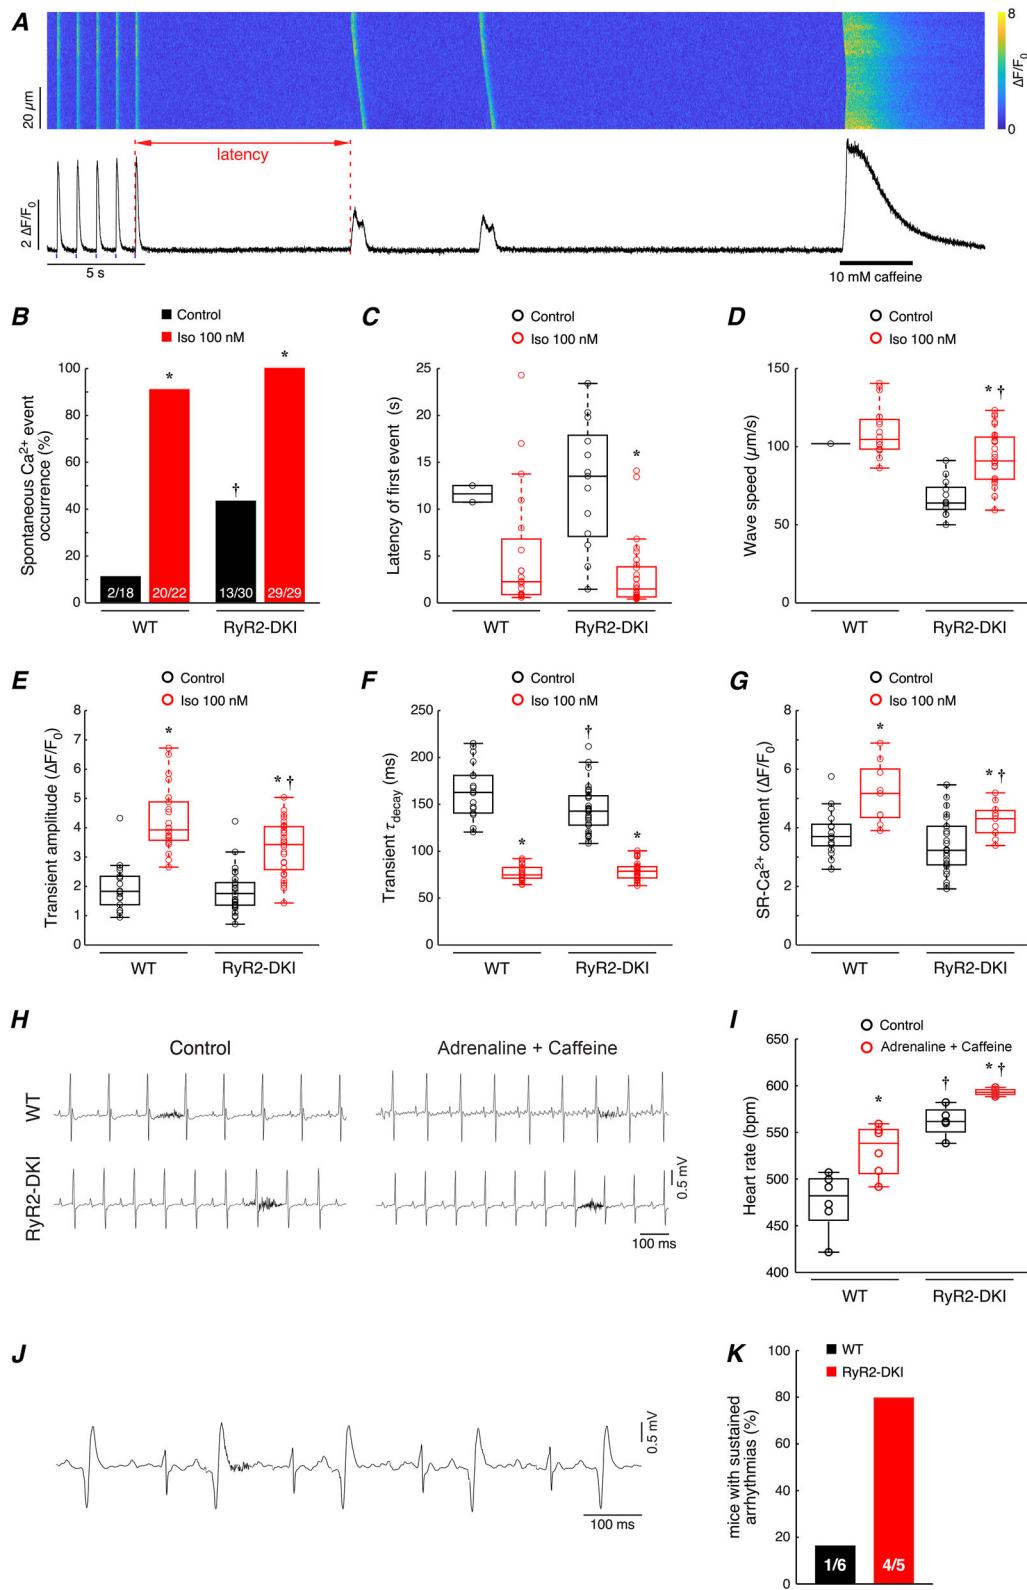 A
20 µm
8
ΔF/F0
0
latency
2 ΔF/F0
5 s
10 mM caffeine
B
Control
Iso 100 nM
Spontaneous Ca2+ event
occurrence (%)
100
80
60
40
20
0
*
†
*
2/18
20/22
13/30
29/29
WT
RyR2-DKI
C
Control
Iso 100 nM
Latency of first event (s)
25
20
15
10
5
0
*
WT
RyR2-DKI
D
Control
Iso 100 nM
Wave speed (µm/s)
150
100
50
0
* †
WT
RyR2-DKI
E
Control
Iso 100 nM
Transient amplitude (ΔF/F0)
8
7
6
5
4
3
2
1
0
*
* †
WT
RyR2-DKI
F
Control
Iso 100 nM
Transient τdecay (ms)
250
200
150
100
50
0
*
†
*
WT
RyR2-DKI
G
Control
Iso 100 nM
SR-Ca2+ content (ΔF/F0)
8
6
4
2
0
*
* †
WT
RyR2-DKI
H
Control
Adrenaline + Caffeine
WT
RyR2-DKI
0.5 mV
100 ms
I
Control
Adrenaline + Caffeine
Heart rate (bpm)
650
600
550
500
450
400
*
†
* †
WT
RyR2-DKI
J
0.5 mV
100 ms
K
WT
RyR2-DKI
mice with sustained
arrhythmias (%)
100
80
60
40
20
0
1/6
4/5